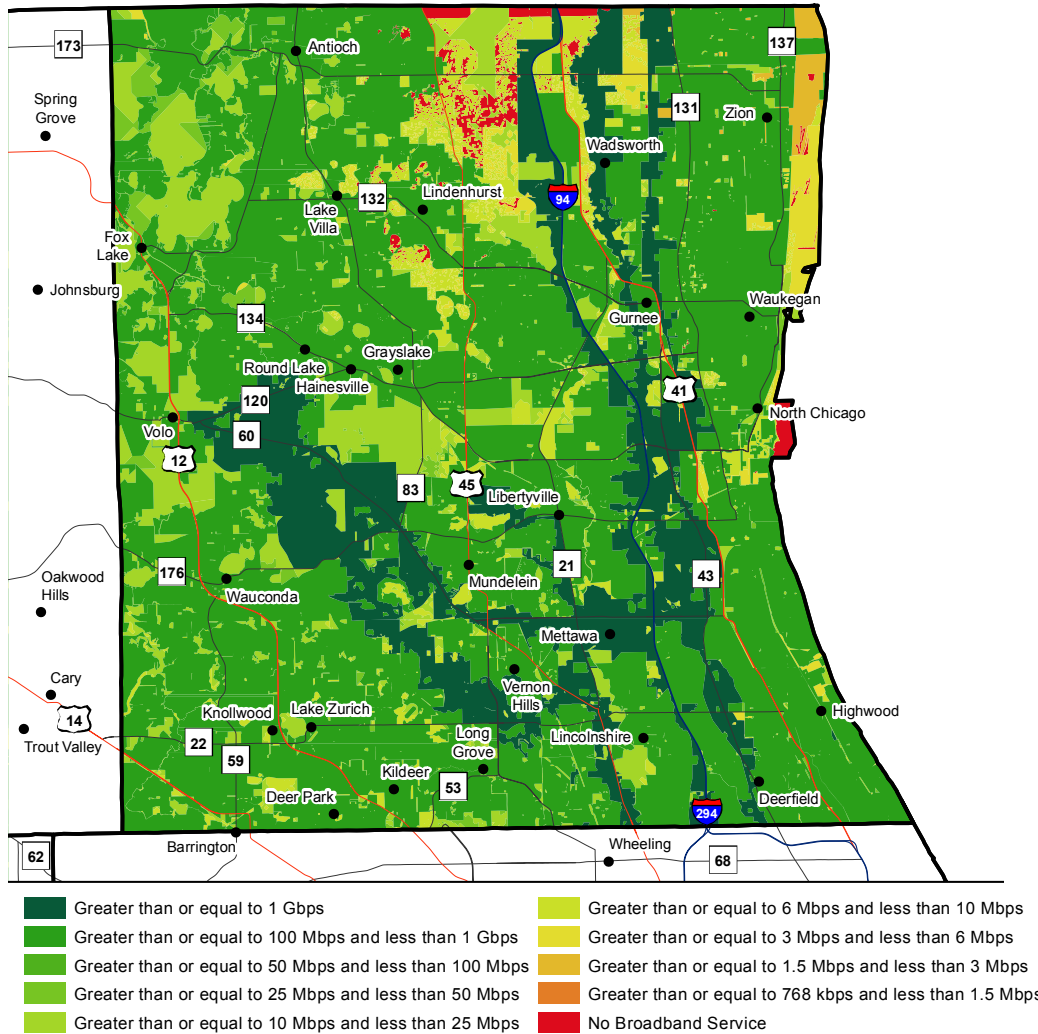 173
Antioch
137
Spring
Grove
131
Zion
Wadsworth
Lake
Villa
132
Lindenhurst
94
Fox
Lake
Johnsburg
Waukegan
Gurnee
134
Round Lake
Grayslake
Hainesville
41
120
North Chicago
Volo
60
12
83
45
Libertyville
176
21
43
Oakwood
Hills
Wauconda
Mundelein
Mettawa
Cary
Vernon
Hills
14
Trout Valley
Knollwood
Lake Zurich
Highwood
22
59
Long
Grove
Lincolnshire
Kildeer
53
Deer Park
Deerfield
294
Barrington
62
Wheeling
68
Greater than or equal to 1 Gbps
Greater than or equal to 100 Mbps and less than 1 Gbps
Greater than or equal to 50 Mbps and less than 100 Mbps
Greater than or equal to 25 Mbps and less than 50 Mbps
Greater than or equal to 10 Mbps and less than 25 Mbps
Greater than or equal to 6 Mbps and less than 10 Mbps
Greater than or equal to 3 Mbps and less than 6 Mbps
Greater than or equal to 1.5 Mbps and less than 3 Mbps
Greater than or equal to 768 kbps and less than 1.5 Mbps
No Broadband Service